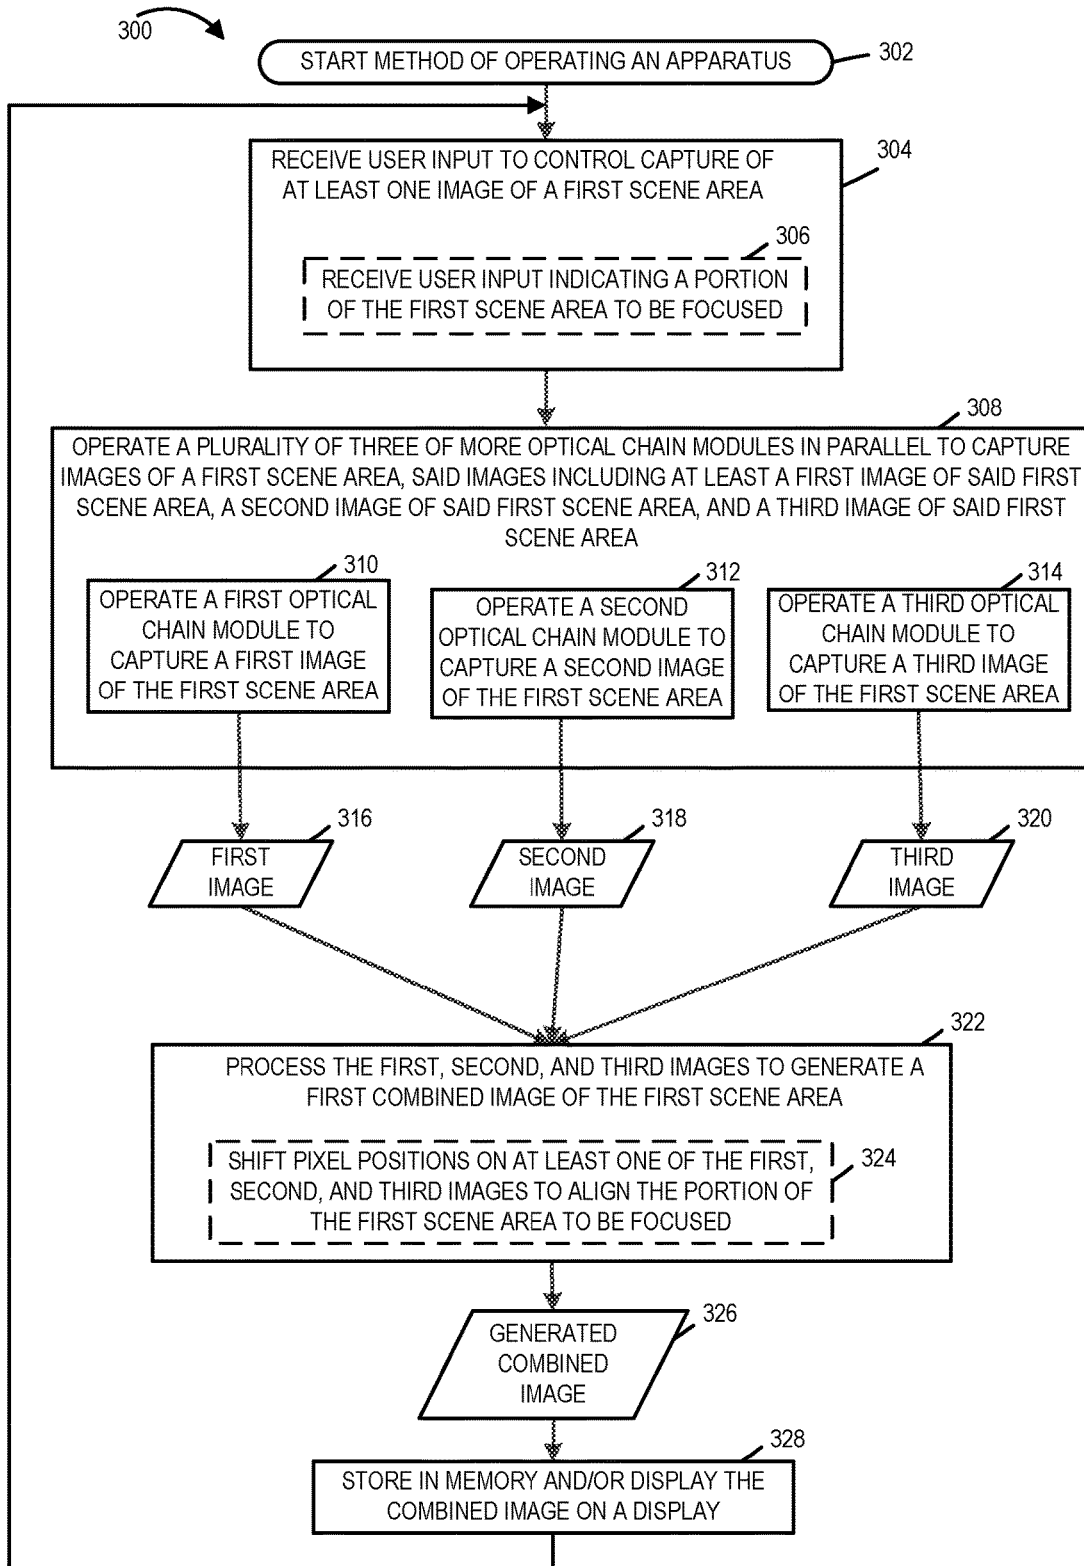 300
START METHOD OF OPERATING AN APPARATUS
302
RECEIVE USER INPUT TO CONTROL CAPTURE OF
AT LEAST ONE IMAGE OF A FIRST SCENE AREA
304
306
RECEIVE USER INPUT INDICATING A PORTION
OF THE FIRST SCENE AREA TO BE FOCUSED
308
OPERATE A PLURALITY OF THREE OF MORE OPTICAL CHAIN MODULES IN PARALLEL TO CAPTURE
IMAGES OF A FIRST SCENE AREA, SAID IMAGES INCLUDING AT LEAST A FIRST IMAGE OF SAID FIRST
SCENE AREA, A SECOND IMAGE OF SAID FIRST SCENE AREA, AND A THIRD IMAGE OF SAID FIRST
SCENE AREA
310
OPERATE A FIRST OPTICAL
CHAIN MODULE TO
CAPTURE A FIRST IMAGE
OF THE FIRST SCENE AREA
312
OPERATE A SECOND
OPTICAL CHAIN MODULE TO
CAPTURE A SECOND IMAGE
OF THE FIRST SCENE AREA
314
OPERATE A THIRD OPTICAL
CHAIN MODULE TO
CAPTURE A THIRD IMAGE
OF THE FIRST SCENE AREA
316
FIRST
IMAGE
318
SECOND
IMAGE
320
THIRD
IMAGE
322
PROCESS THE FIRST, SECOND, AND THIRD IMAGES TO GENERATE A
FIRST COMBINED IMAGE OF THE FIRST SCENE AREA
SHIFT PIXEL POSITIONS ON AT LEAST ONE OF THE FIRST,
SECOND, AND THIRD IMAGES TO ALIGN THE PORTION OF
THE FIRST SCENE AREA TO BE FOCUSED
324
GENERATED
COMBINED
IMAGE
326
328
STORE IN MEMORY AND/OR DISPLAY THE
COMBINED IMAGE ON A DISPLAY